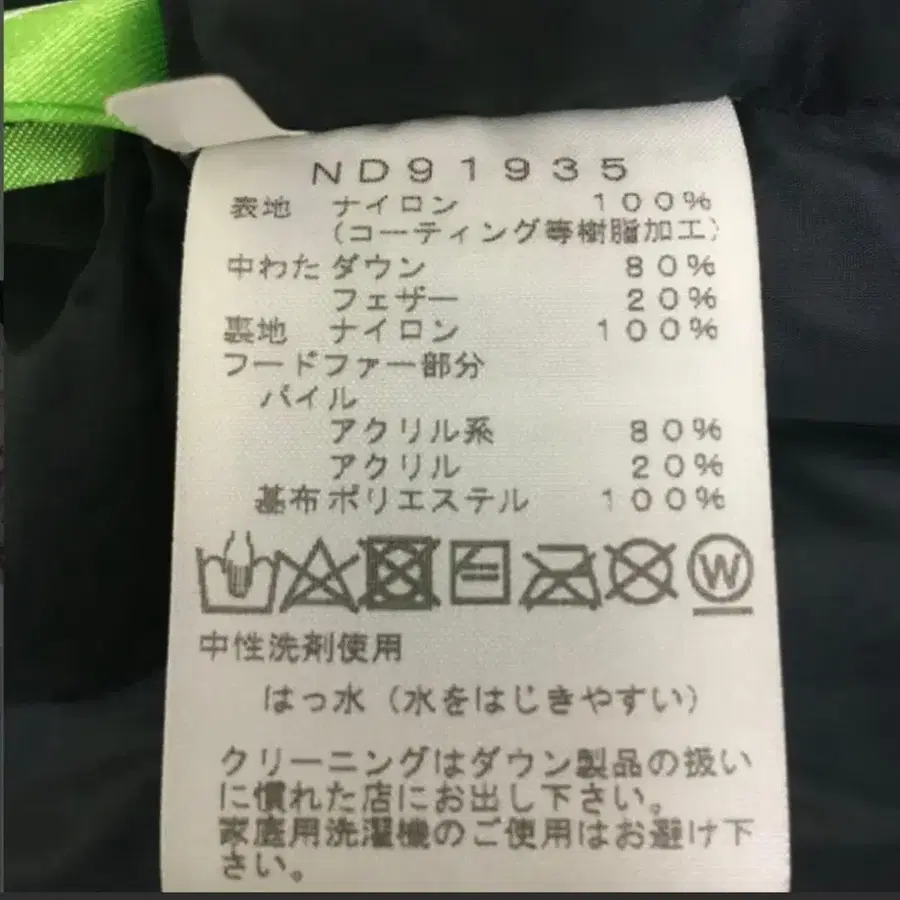 ND91935
表地 ナイロン 100%
(コーティング等樹脂加工)
中わた ダウン 80%
フェザー 20%
裏地 ナイロン 100%
フードファー部分
パイル
アクリル系 80%
アクリル 20%
基布 ポリエステル 100%
W
中性洗剤使用
はっ水(水をはじきやすい)
クリーニングはダウン製品の扱い
に慣れた店にお出し下さい。
家庭用洗濯機のご使用はお避け下
さい。